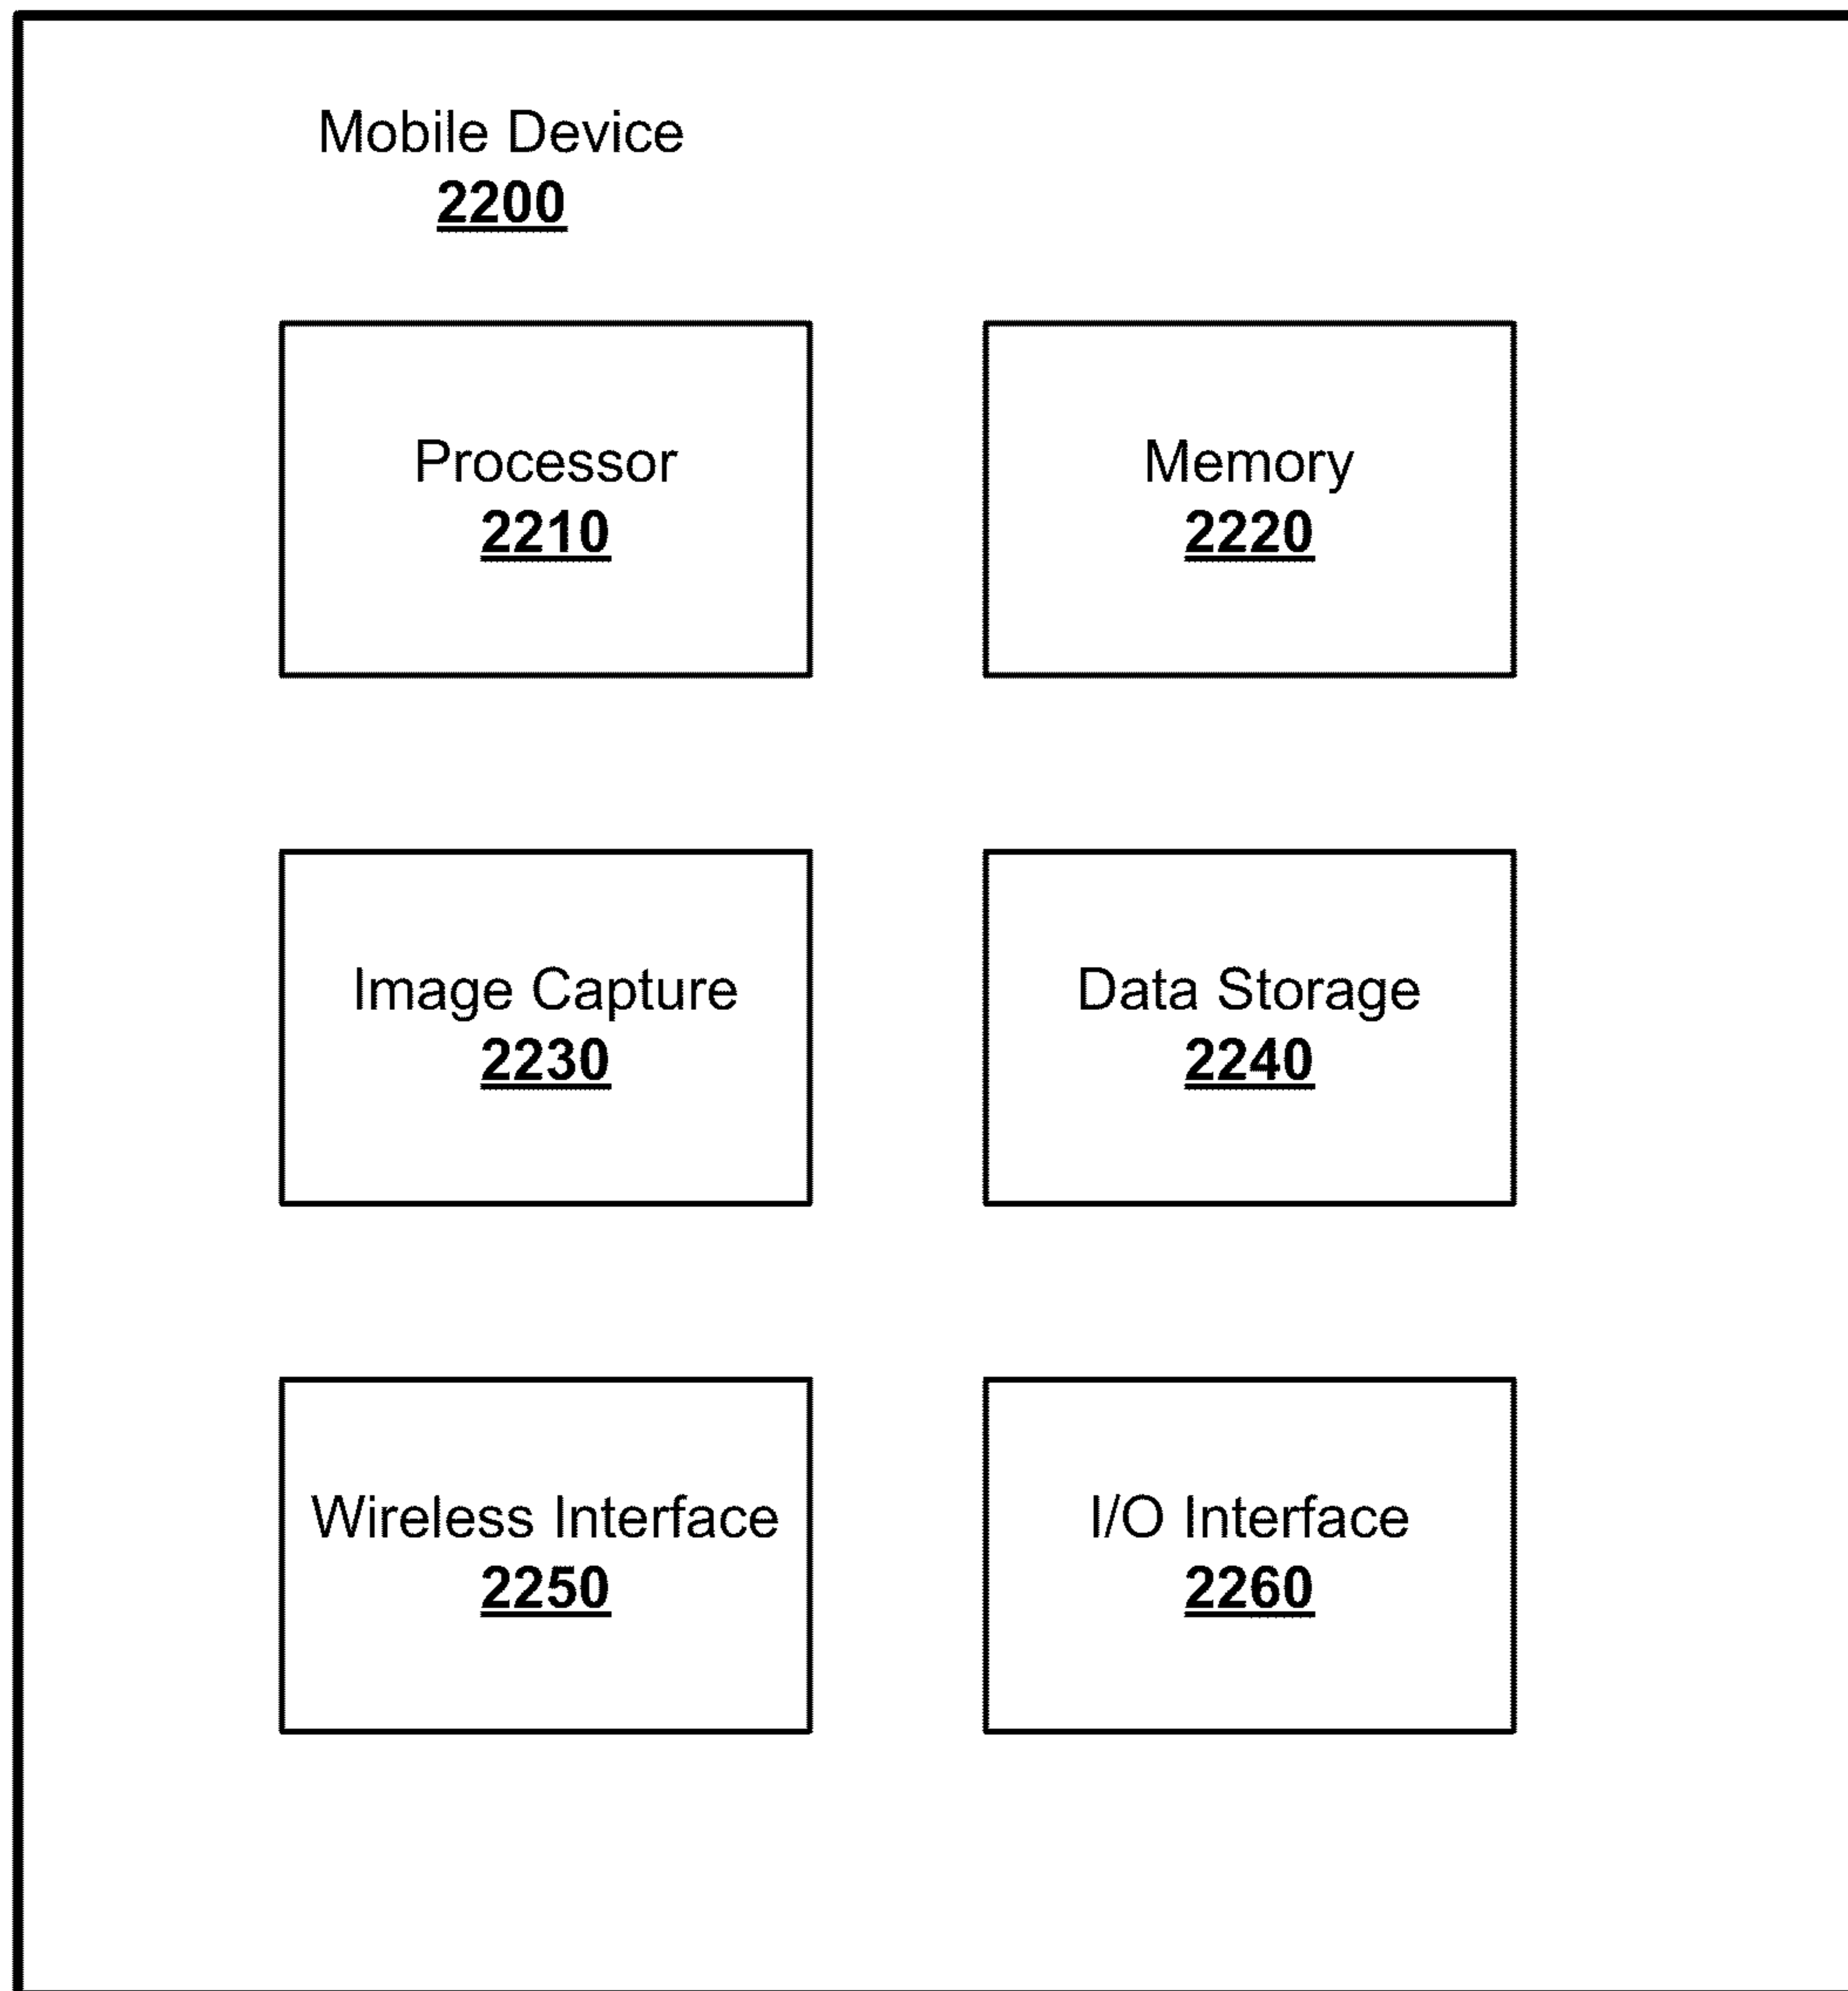 Mobile Device
2200
Processor
2210
Memory
2220
Image Capture
2230
Data Storage
2240
Wireless Interface
2250
I/O Interface
2260